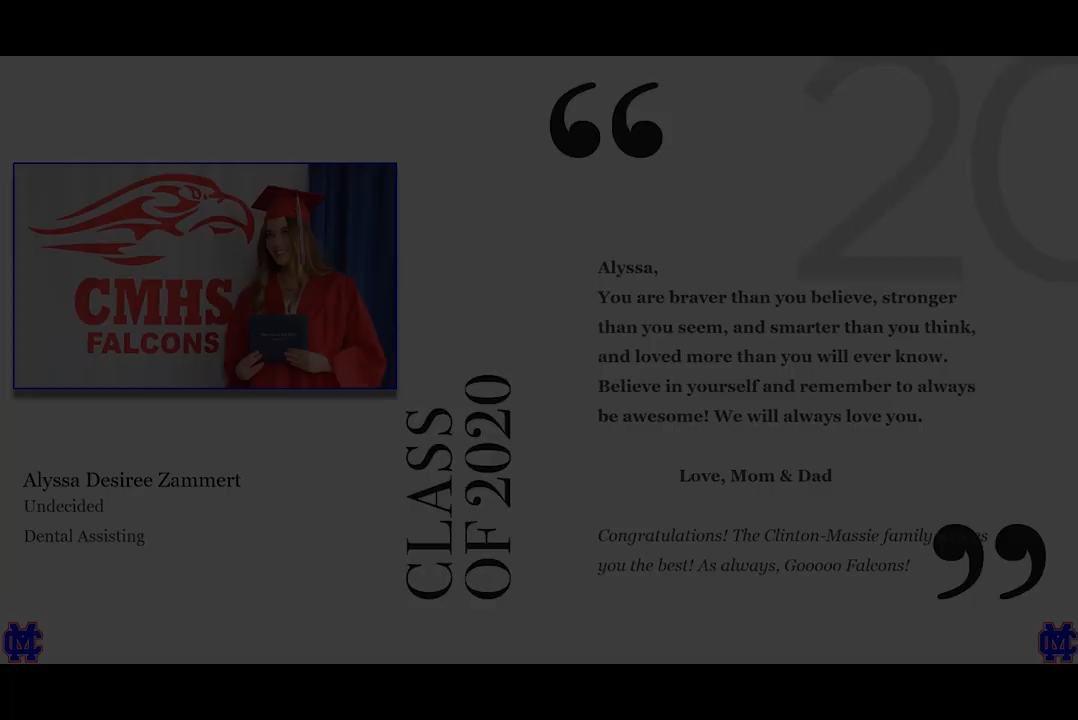 CMHS
FALCONS
Alyssa Desiree Zammert
Undecided
Dental Assisting
CLASS
OF 2020
20
“
Alyssa,
You are braver than you believe, stronger
than you seem, and smarter than you think,
and loved more than you will ever know.
Believe in yourself and remember to always
be awesome! We will always love you.
Love, Mom & Dad
Congratulations! The Clinton-Massie family
you the best! As always, Gooooo Falcons!
”
CM
CM